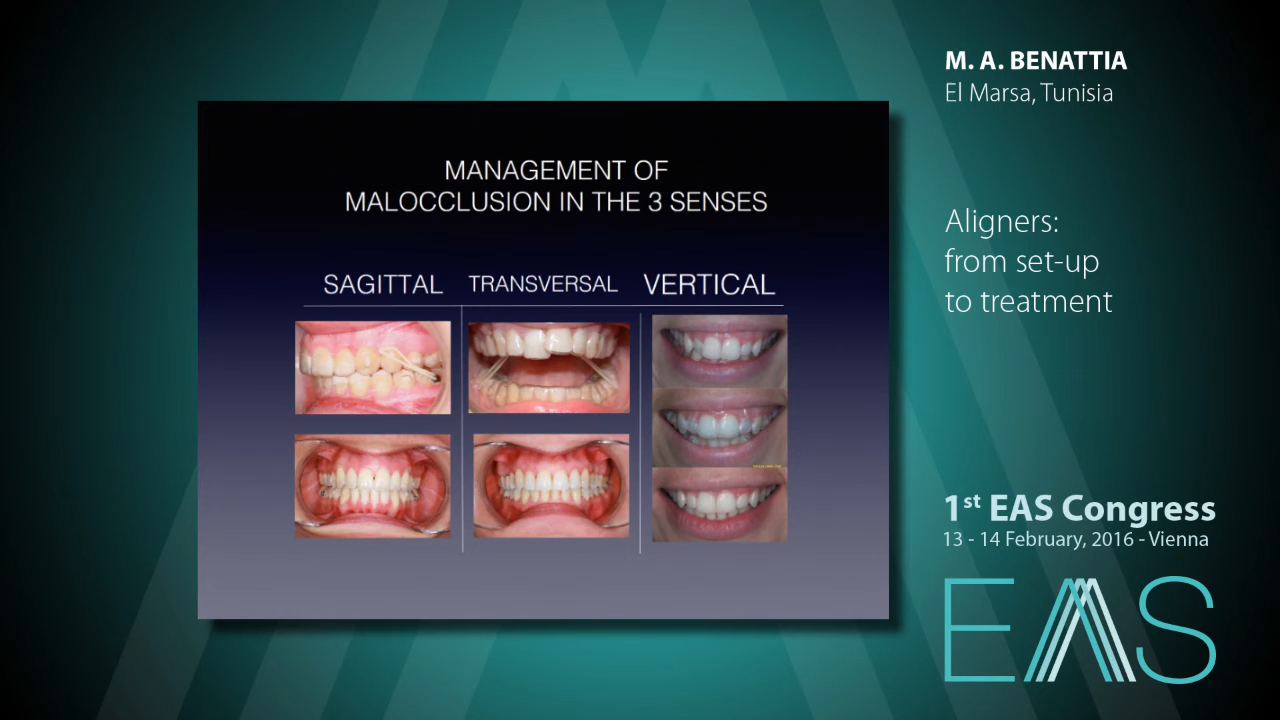 M. A. BENATTIA
El Marsa, Tunisia
MANAGEMENT OF
MALOCCLUSION IN THE 3 SENSES
SAGITTAL TRANSVERSAL VERTICAL
Aligners:
from set-up
to treatment
1st EAS Congress
13 - 14 February, 2016 - Vienna
EAS